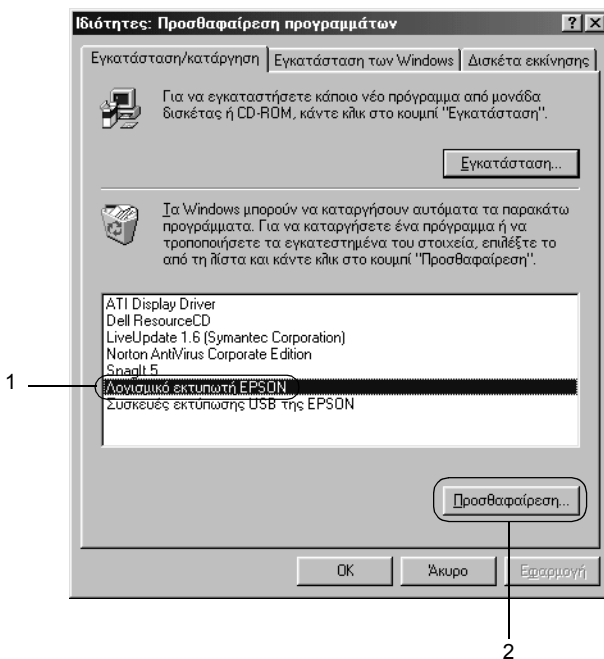 Ιδιότητες: Προσθαφαίρεση προγραμμάτων
Εγκατάσταση/κατάργηση Εγκατάσταση των Windows Δισκέτα εκκίνησης
Για να εγκαταστήσετε κάποιο νέο πρόγραμμα από μονάδα
δισκέτας ή CD-ROM, κάντε κλικ στο κουμπί "Εγκατάσταση".
Εγκατάσταση...
Τα Windows μπορούν να καταργήσουν αυτόματα τα παρακάτω
προγράμματα. Για να καταργήσετε ένα πρόγραμμα ή να
τροποποιήσετε τα εγκατεστημένα του στοιχεία, επιλέξτε το
από τη λίστα και κάντε κλικ στο κουμπί "Προσθαφαίρεση".
ATI Display Driver
Dell ResourceCD
LiveUpdate 1.6 (Symantec Corporation)
Norton AntiVirus Corporate Edition
SnagIt 5
1 Λογισμικό εκτυπωτή EPSON
Συσκευές εκτύπωσης USB της EPSON
Προσθαφαίρεση...
OK Άκυρο Εφαρμογή
2